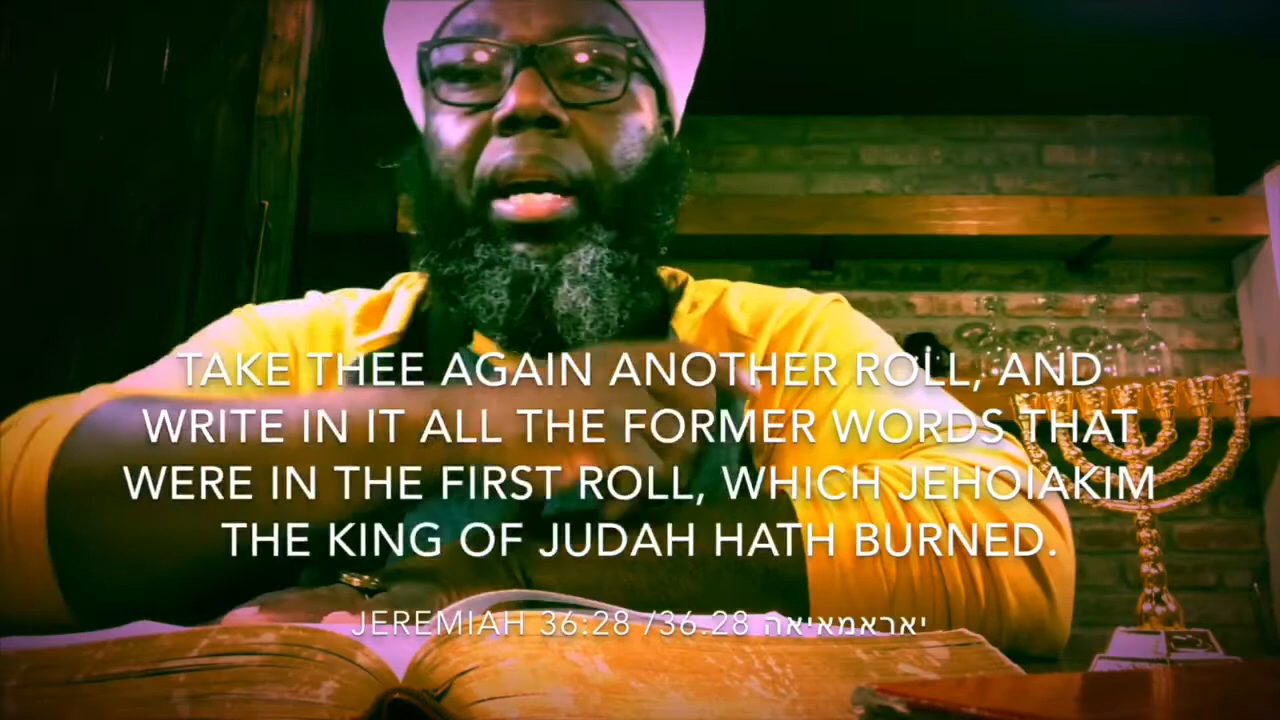 TAKE THEE AGAIN ANOTHER ROLL, AND
WRITE IN IT ALL THE FORMER WORDS THAT
WERE IN THE FIRST ROLL, WHICH JEHOIAKIM
THE KING OF JUDAH HATH BURNED.
JEREMIAH 36:28 /36.28 יאראמאיאה